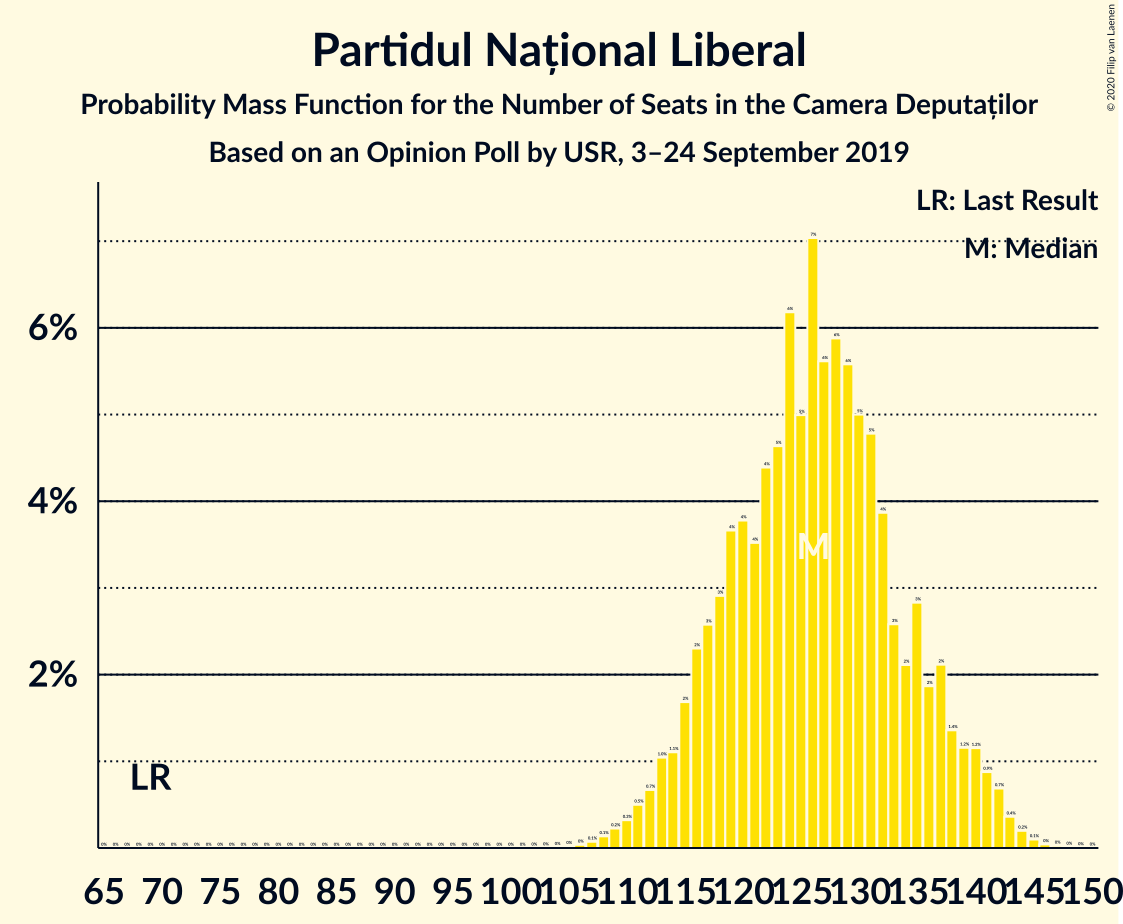 © 2020 Filip van Laenen
Partidul Național Liberal
Probability Mass Function for the Number of Seats in the Camera Deputaților
Based on an Opinion Poll by USR, 3–24 September 2019
LR: Last Result
M: Median
6%
4%
2%
LR
M
65 70 75 80 85 90 95 100 105 110 115 120 125 130 135 140 145 150